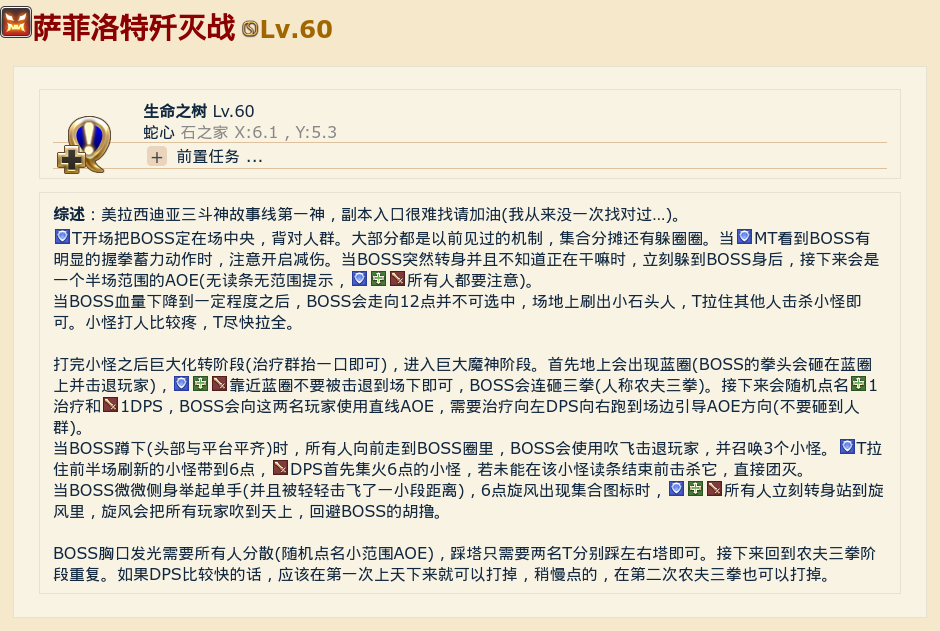 萨菲洛特歼灭战 Lv.60
生命之树 Lv.60
蛇心 石之家 X:6.1 , Y:5.3
+ 前置任务 ...
综述：美拉西迪亚三斗神故事线第一神，副本入口很难找请加油(我从来没一次找对过...)。
T开场把BOSS定在场中央，背对人群。大部分都是以前见过的机制，集合分摊还有躲圈圈。当MT看到BOSS有
明显的握拳蓄力动作时，注意开启减伤。当BOSS突然转身并且不知道正在干嘛时，立刻躲到BOSS身后，接下来会是
一个半场范围的AOE(无读条无范围提示，所有人都要注意)。
当BOSS血量下降到一定程度之后，BOSS会走向12点并不可选中，场地上刷出小石头人，T拉住其他人击杀小怪即
可。小怪打人比较疼，T尽快拉全。
打完小怪之后巨大化转阶段(治疗群抬一口即可)，进入巨大魔神阶段。首先地上会出现蓝圈(BOSS的拳头会砸在蓝圈
上并击退玩家)，靠近蓝圈不要被击退到场下即可，BOSS会连砸三拳(人称农夫三拳)。接下来会随机点名1
治疗和1DPS，BOSS会向这两名玩家使用直线AOE，需要治疗向左DPS向右跑到场边引导AOE方向(不要砸到人
群)。
当BOSS蹲下(头部与平台平齐)时，所有人向前走到BOSS圈里，BOSS会使用吹飞击退玩家，并召唤3个小怪。T拉
住前半场刷新的小怪带到6点，DPS首先集火6点的小怪，若未能在该小怪读条结束前击杀它，直接团灭。
当BOSS微微侧身举起单手(并且被轻轻击飞了一小段距离)，6点旋风出现集合图标时，所有人立刻转身站到旋
风里，旋风会把所有玩家吹到天上，回避BOSS的胡撸。
BOSS胸口发光需要所有人分散(随机点名小范围AOE)，踩塔只需要两名T分别踩左右塔即可。接下来回到农夫三拳阶
段重复。如果DPS比较快的话，应该在第一次上天下来就可以打掉，稍慢点的，在第二次农夫三拳也可以打掉。